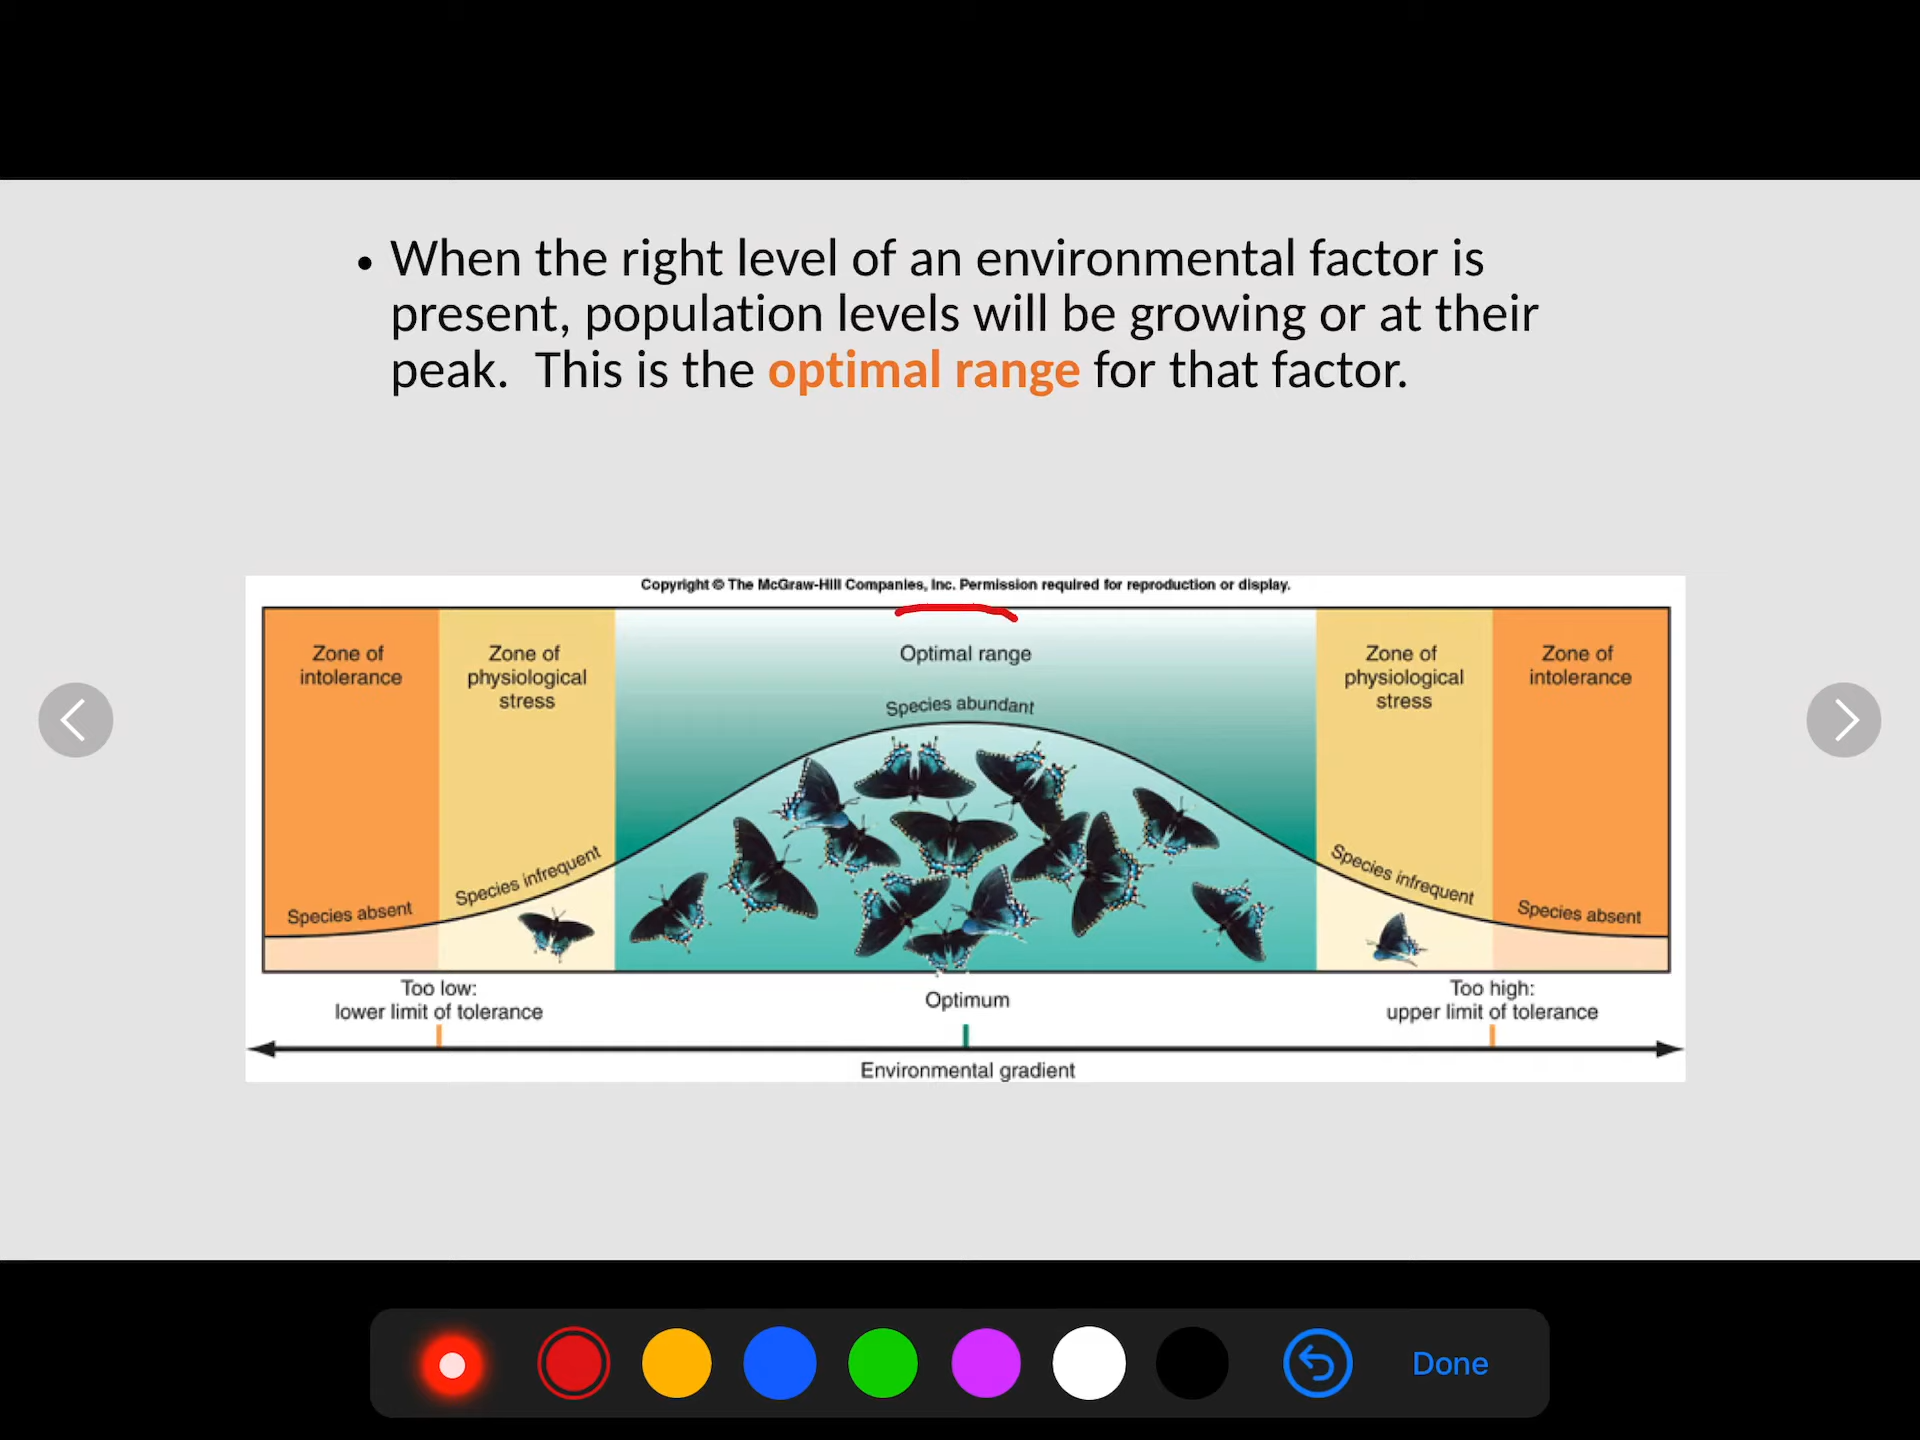 • When the right level of an environmental factor is
present, population levels will be growing or at their
peak. This is the optimal range for that factor.
Copyright © The McGraw-Hill Companies, Inc. Permission required for reproduction or display.
Zone of
intolerance
Zone of
physiological
stress
Optimal range
Zone of
physiological
stress
Zone of
intolerance
Species abundant
Species absent
Species infrequent
Species infrequent
Species absent
Too low:
lower limit of tolerance
Optimum
Too high:
upper limit of tolerance
Environmental gradient
Done